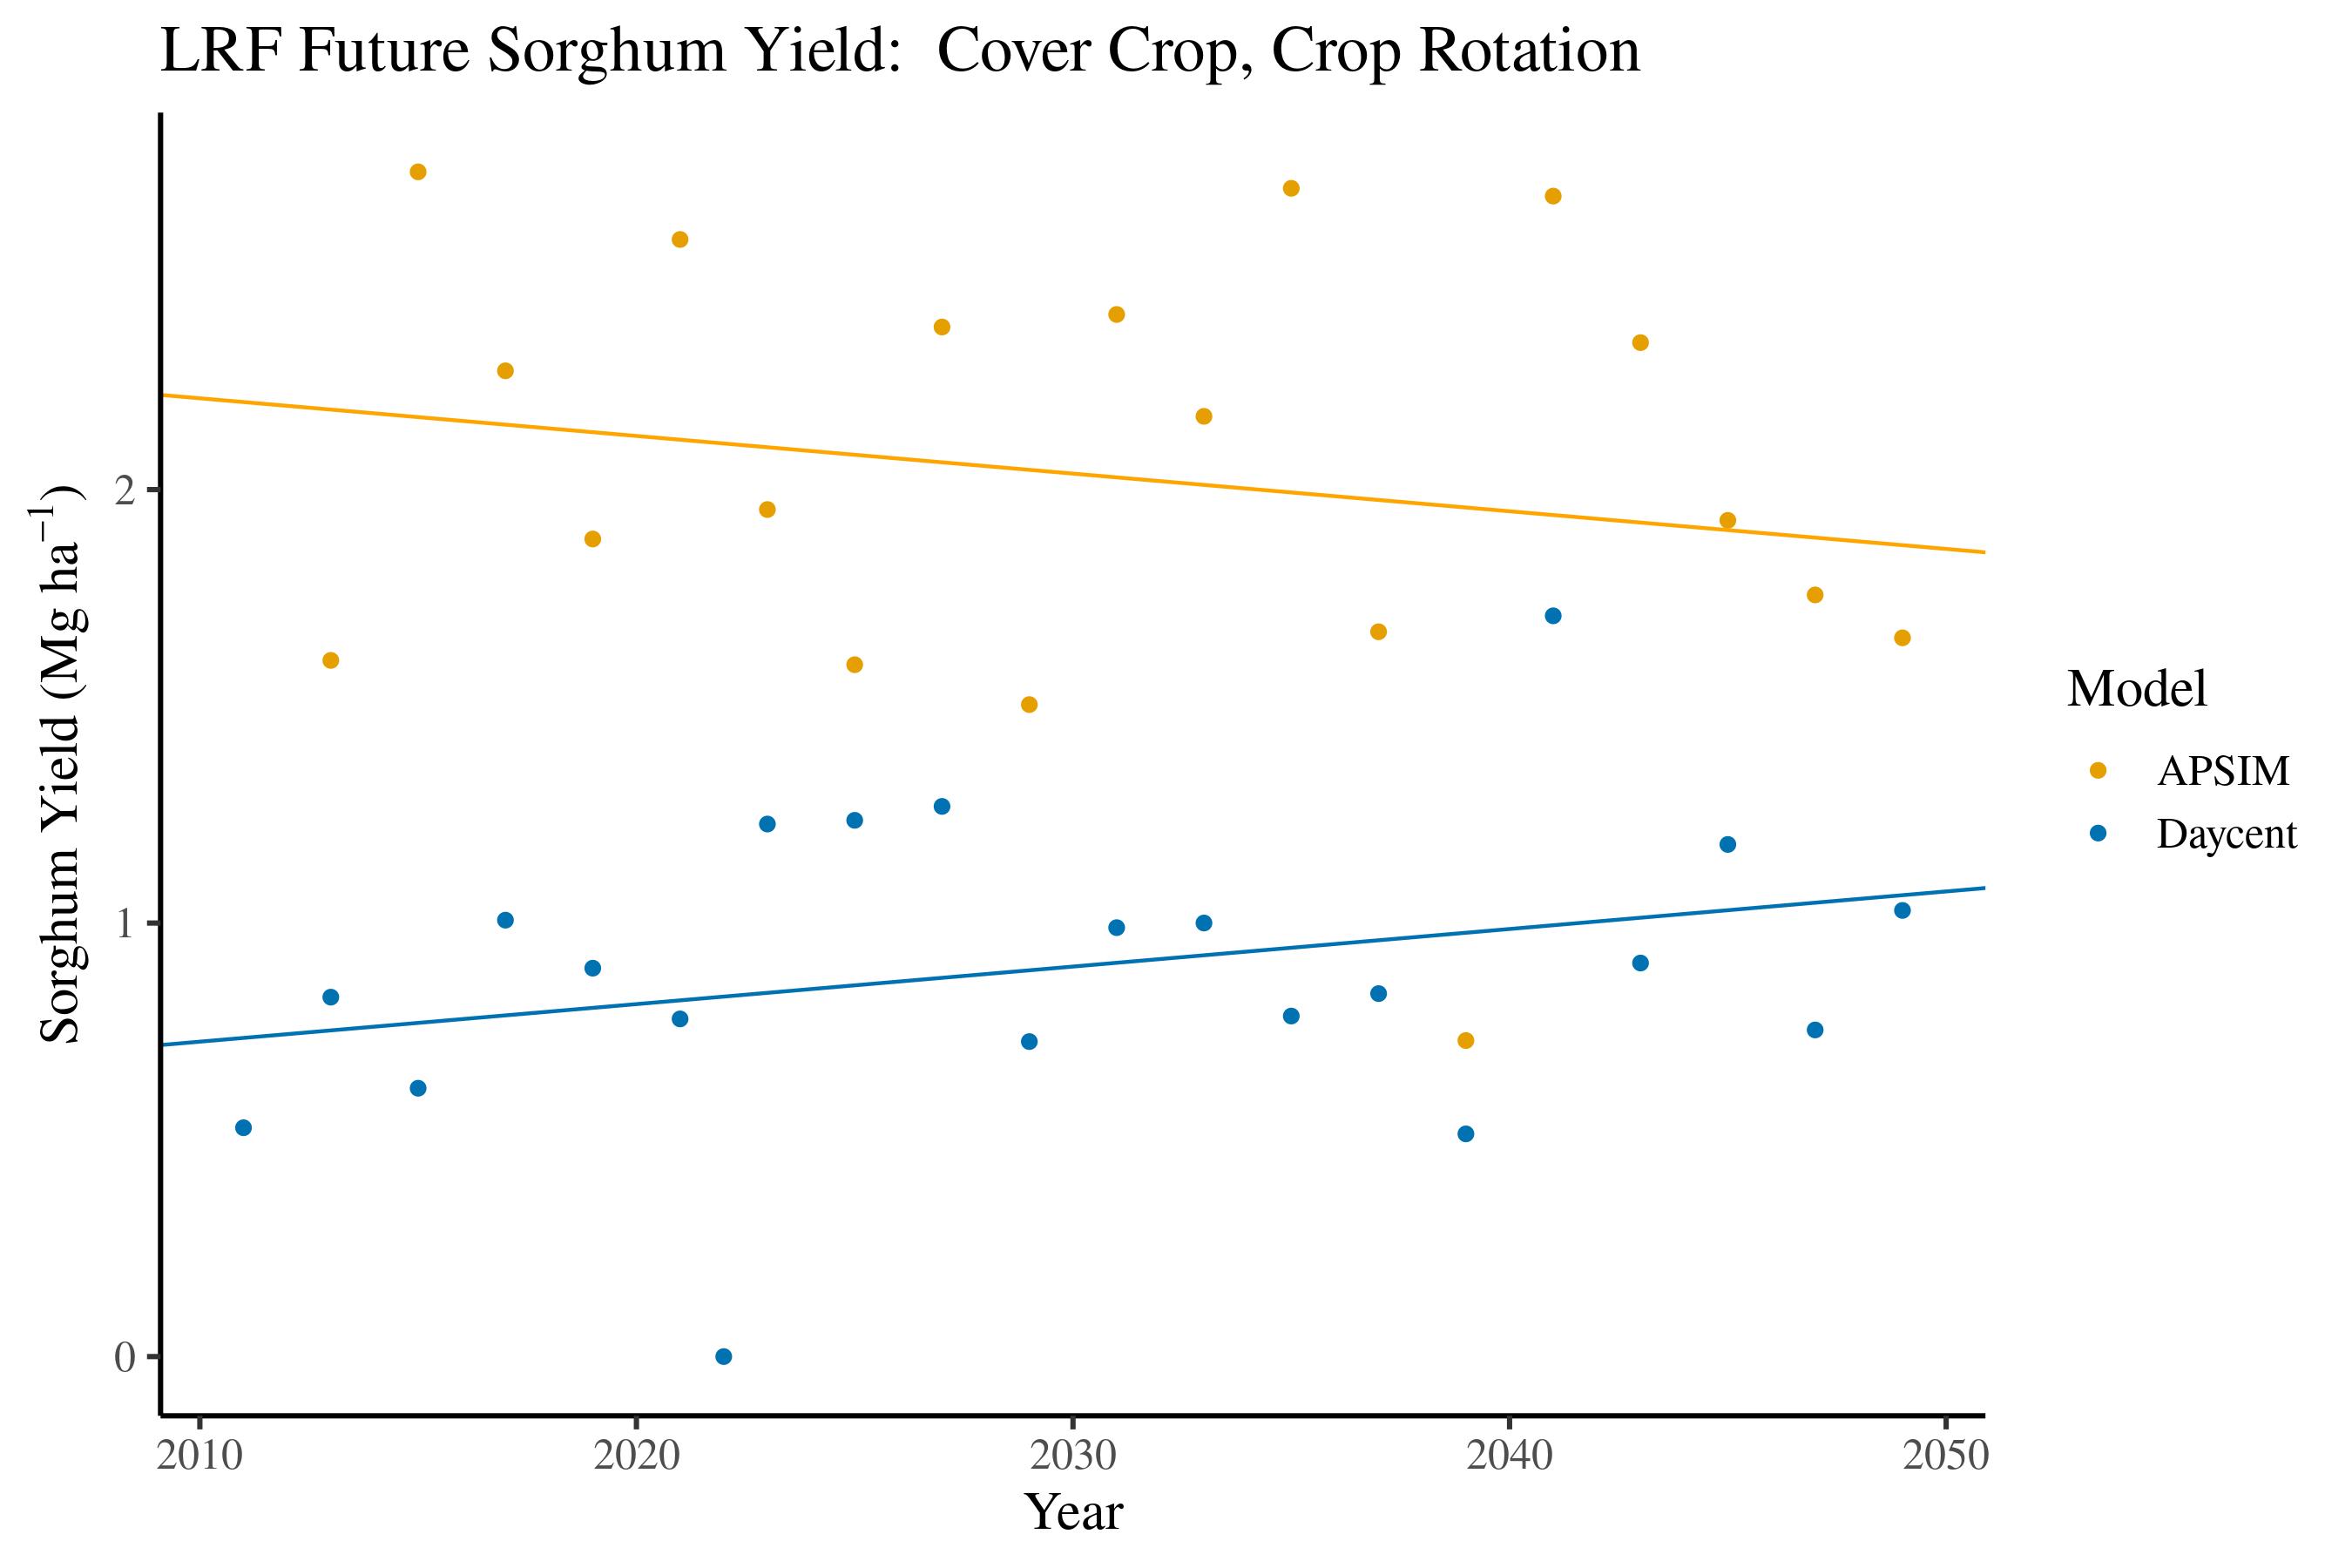 LRF Future Sorghum Yield:  Cover Crop, Crop Rotation
Sorghum Yield (Mg ha⁻¹)
2
1
0
2010 2020 2030 2040 2050
Year
Model
APSIM
Daycent